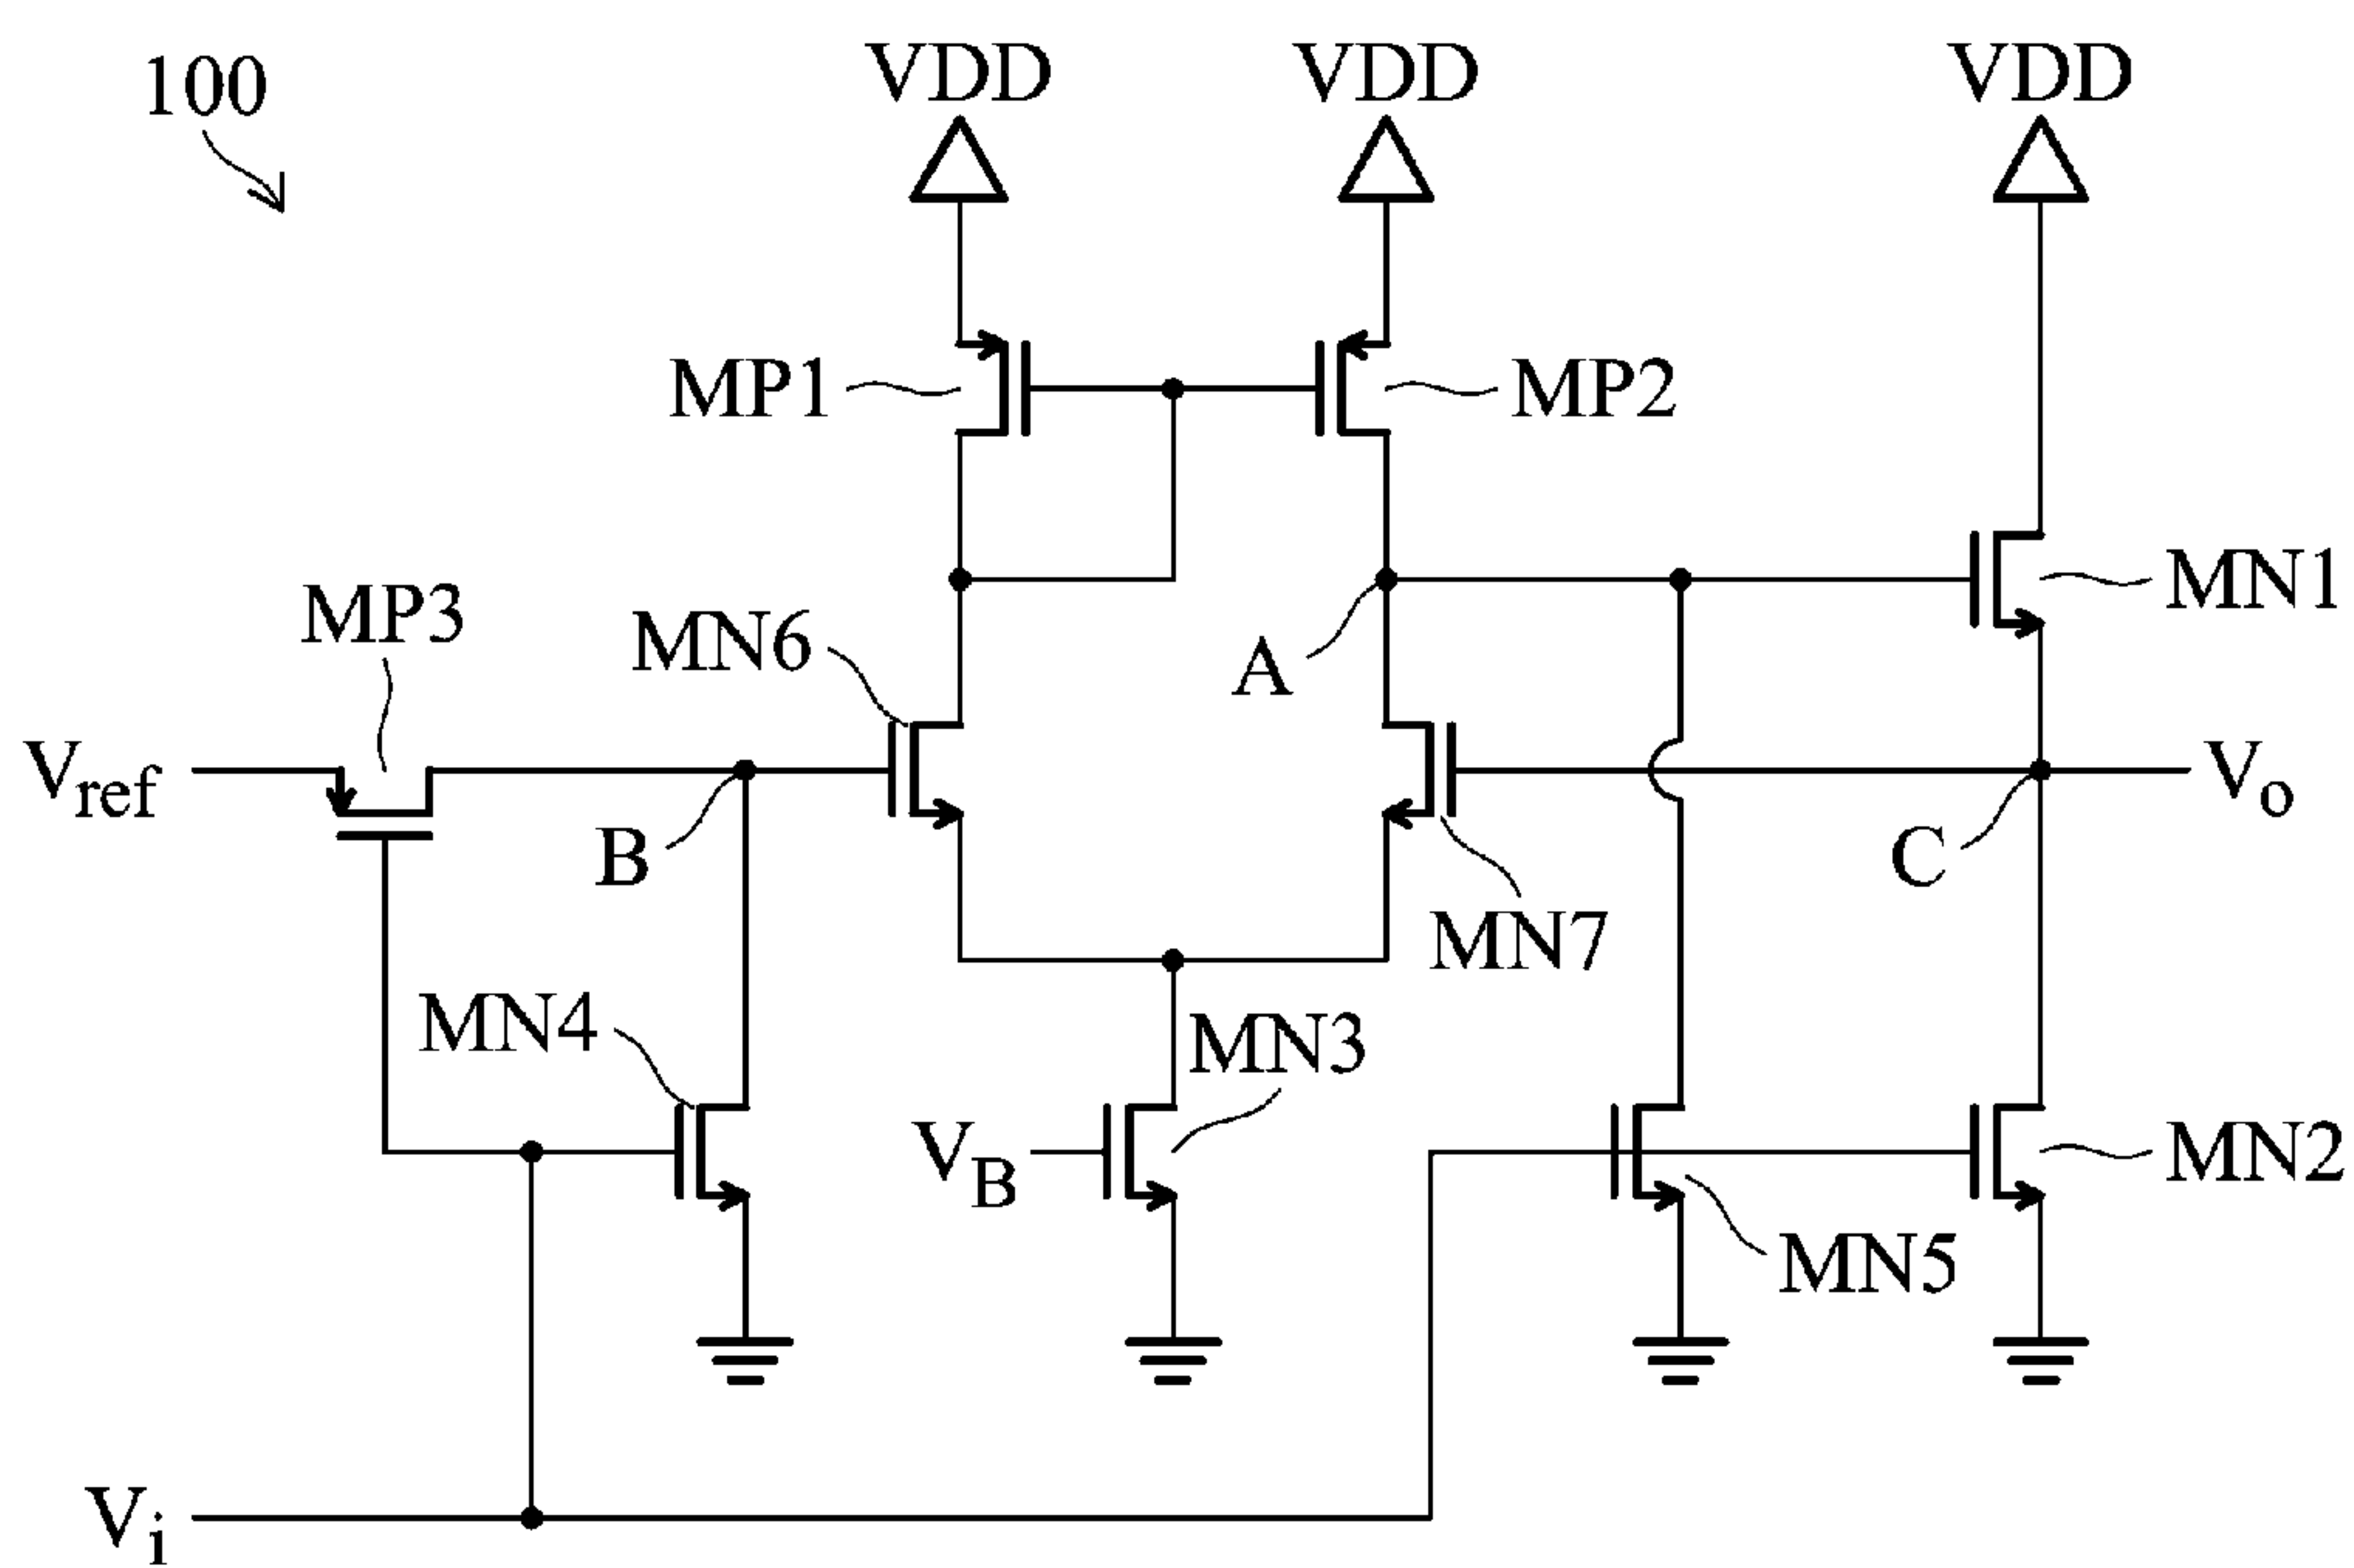 100
VDD VDD VDD
MP1 MP2
MN1
MP3
MN6
A
Vref
B
C
Vo
MN7
MN4
MN3
VB
MN2
MN5
Vi